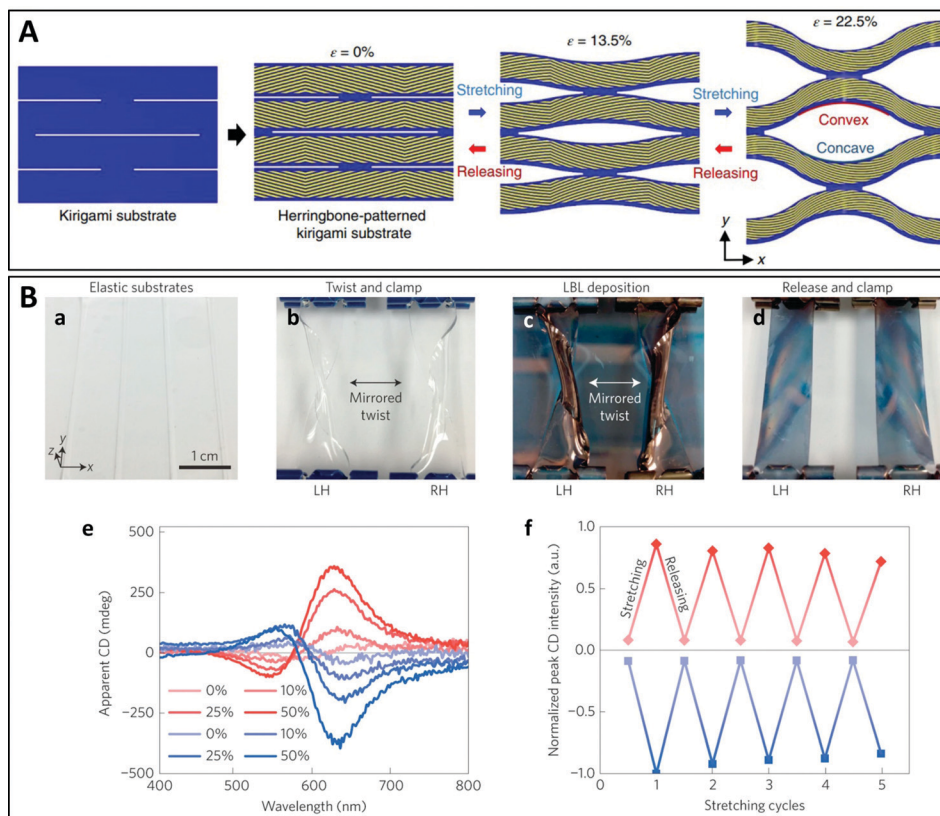 A
ε = 0%
ε = 13.5%
ε = 22.5%
Stretching
Releasing
Stretching
Releasing
Convex
Concave
Kirigami substrate
Herringbone-patterned
kirigami substrate
y
x
B
Elastic substrates
Twist and clamp
LBL deposition
Release and clamp
a
b
c
d
Mirrored
twist
Mirrored
twist
z
y
x
1 cm
LH
RH
LH
RH
LH
RH
e
500
250
0
−250
−500
Apparent CD (mdeg)
0%
10%
25%
50%
0%
10%
25%
50%
400
500
600
700
800
Wavelength (nm)
f
1.0
0.5
0.0
−0.5
−1.0
Normalized peak CD intensity (a.u.)
Stretching
Releasing
0
1
2
3
4
5
Stretching cycles